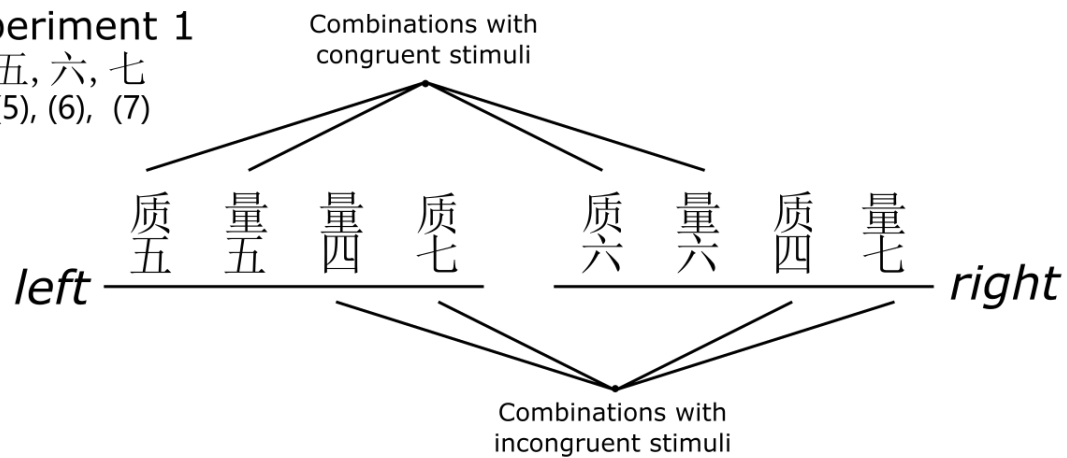 periment 1
五, 六, 七
(5), (6), (7)
Combinations with
congruent stimuli
质 量 量 质 质 量 质 量
五 五 四 七 六 六 四 七
left right
Combinations with
incongruent stimuli